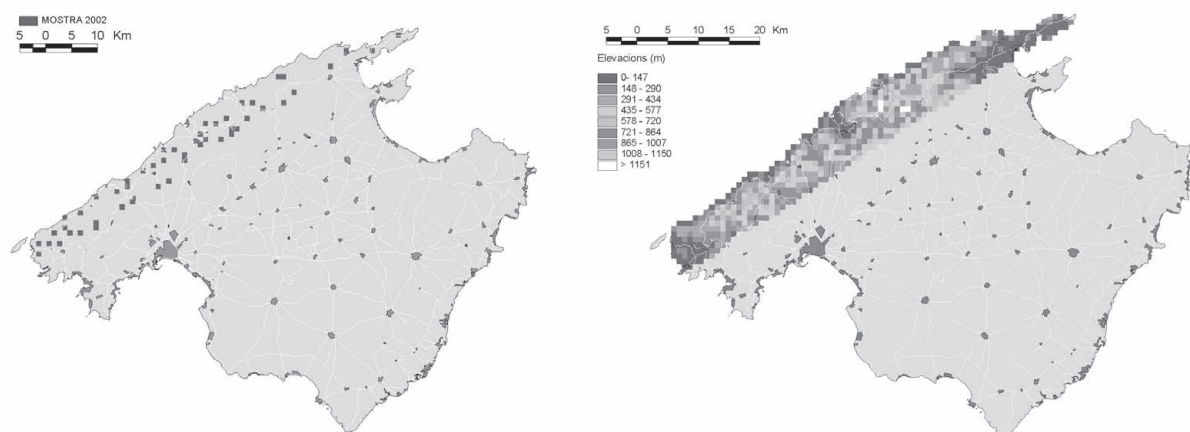 MOSTRA 2002
5 0 5 10 Km
5 0 5 10 15 20 Km
Elevacions (m)
0- 147
148 - 290
291 - 434
435 - 577
578 - 720
721 - 864
865 - 1007
1008 - 1150
> 1151